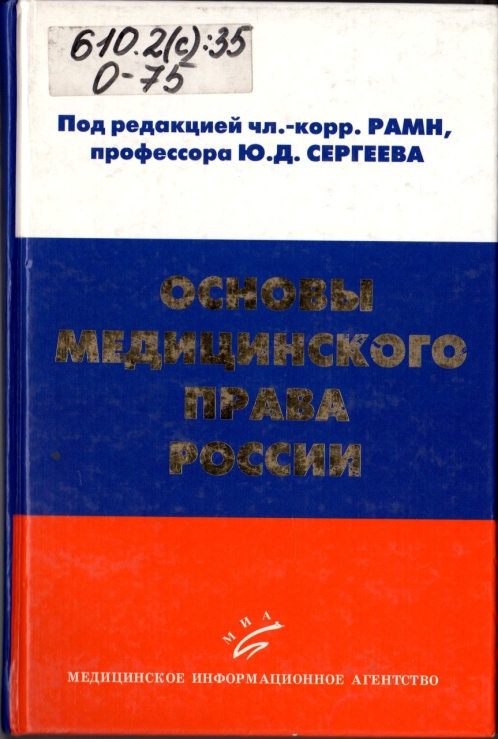 610.2(с):35
О-75
Под редакцией чл.-корр. РАМН,
профессора Ю.Д. СЕРГЕЕВА
ОСНОВЫ
МЕДИЦИНСКОГО
ПРАВА
РОССИИ
МИА
МЕДИЦИНСКОЕ ИНФОРМАЦИОННОЕ АГЕНТСТВО